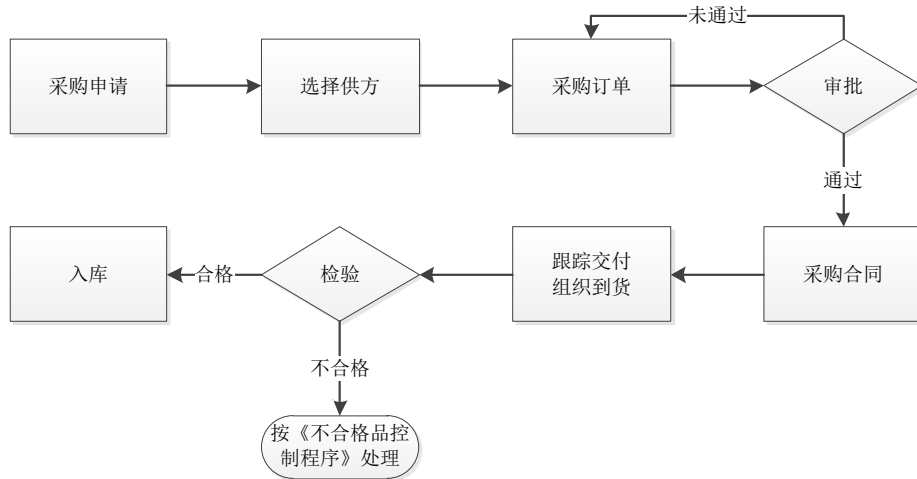 未通过
采购申请
选择供方
采购订单
审批
通过
入库
合格
检验
跟踪交付
组织到货
采购合同
不合格
按《不合格品控
制程序》处理